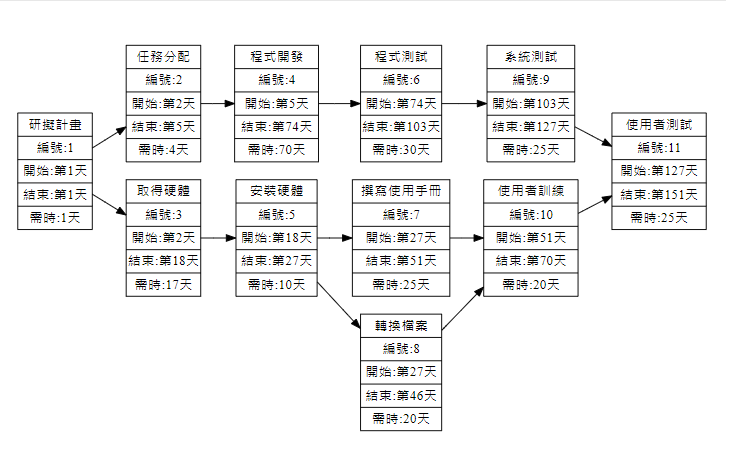 研擬計畫
編號:1
開始:第1天
結束:第1天
需時:1天
任務分配
編號:2
開始:第2天
結束:第5天
需時:4天
程式開發
編號:4
開始:第5天
結束:第74天
需時:70天
程式測試
編號:6
開始:第74天
結束:第103天
需時:30天
系統測試
編號:9
開始:第103天
結束:第127天
需時:25天
取得硬體
編號:3
開始:第2天
結束:第18天
需時:17天
安裝硬體
編號:5
開始:第18天
結束:第27天
需時:10天
撰寫使用手冊
編號:7
開始:第27天
結束:第51天
需時:25天
使用者訓練
編號:10
開始:第51天
結束:第70天
需時:20天
轉換檔案
編號:8
開始:第27天
結束:第46天
需時:20天
使用者測試
編號:11
開始:第127天
結束:第151天
需時:25天